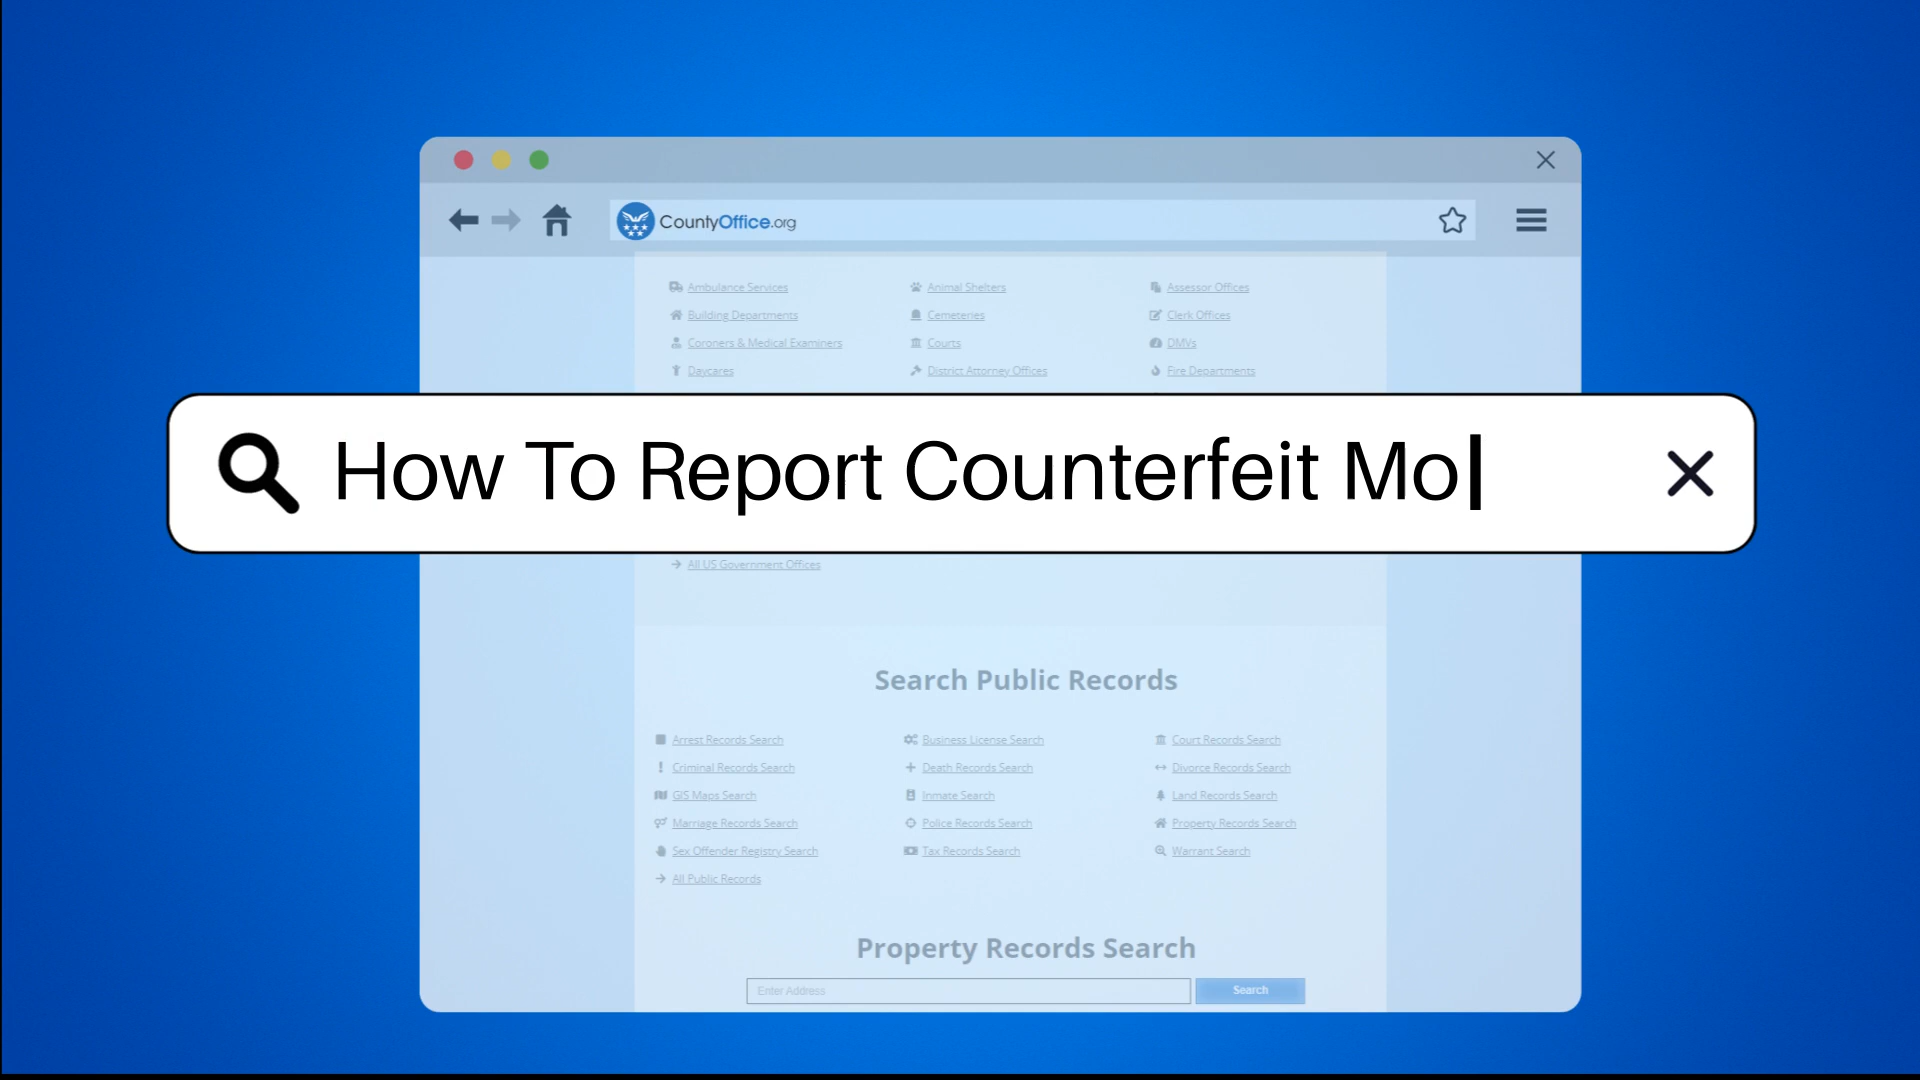 CountyOffice.org
Ambulance Services
Animal Shelters
Assessor Offices
Building Departments
Cemeteries
Clerk Offices
Coroners & Medical Examiners
Courts
DMVs
Daycares
District Attorney Offices
Fire Departments
How To Report Counterfeit Mo
All US Government Offices
Search Public Records
Arrest Records Search
Business License Search
Court Records Search
Criminal Records Search
Death Records Search
Divorce Records Search
GIS Maps Search
Inmate Search
Land Records Search
Marriage Records Search
Police Records Search
Property Records Search
Sex Offender Registry Search
Tax Records Search
Warrant Search
All Public Records
Property Records Search
Enter Address
Search